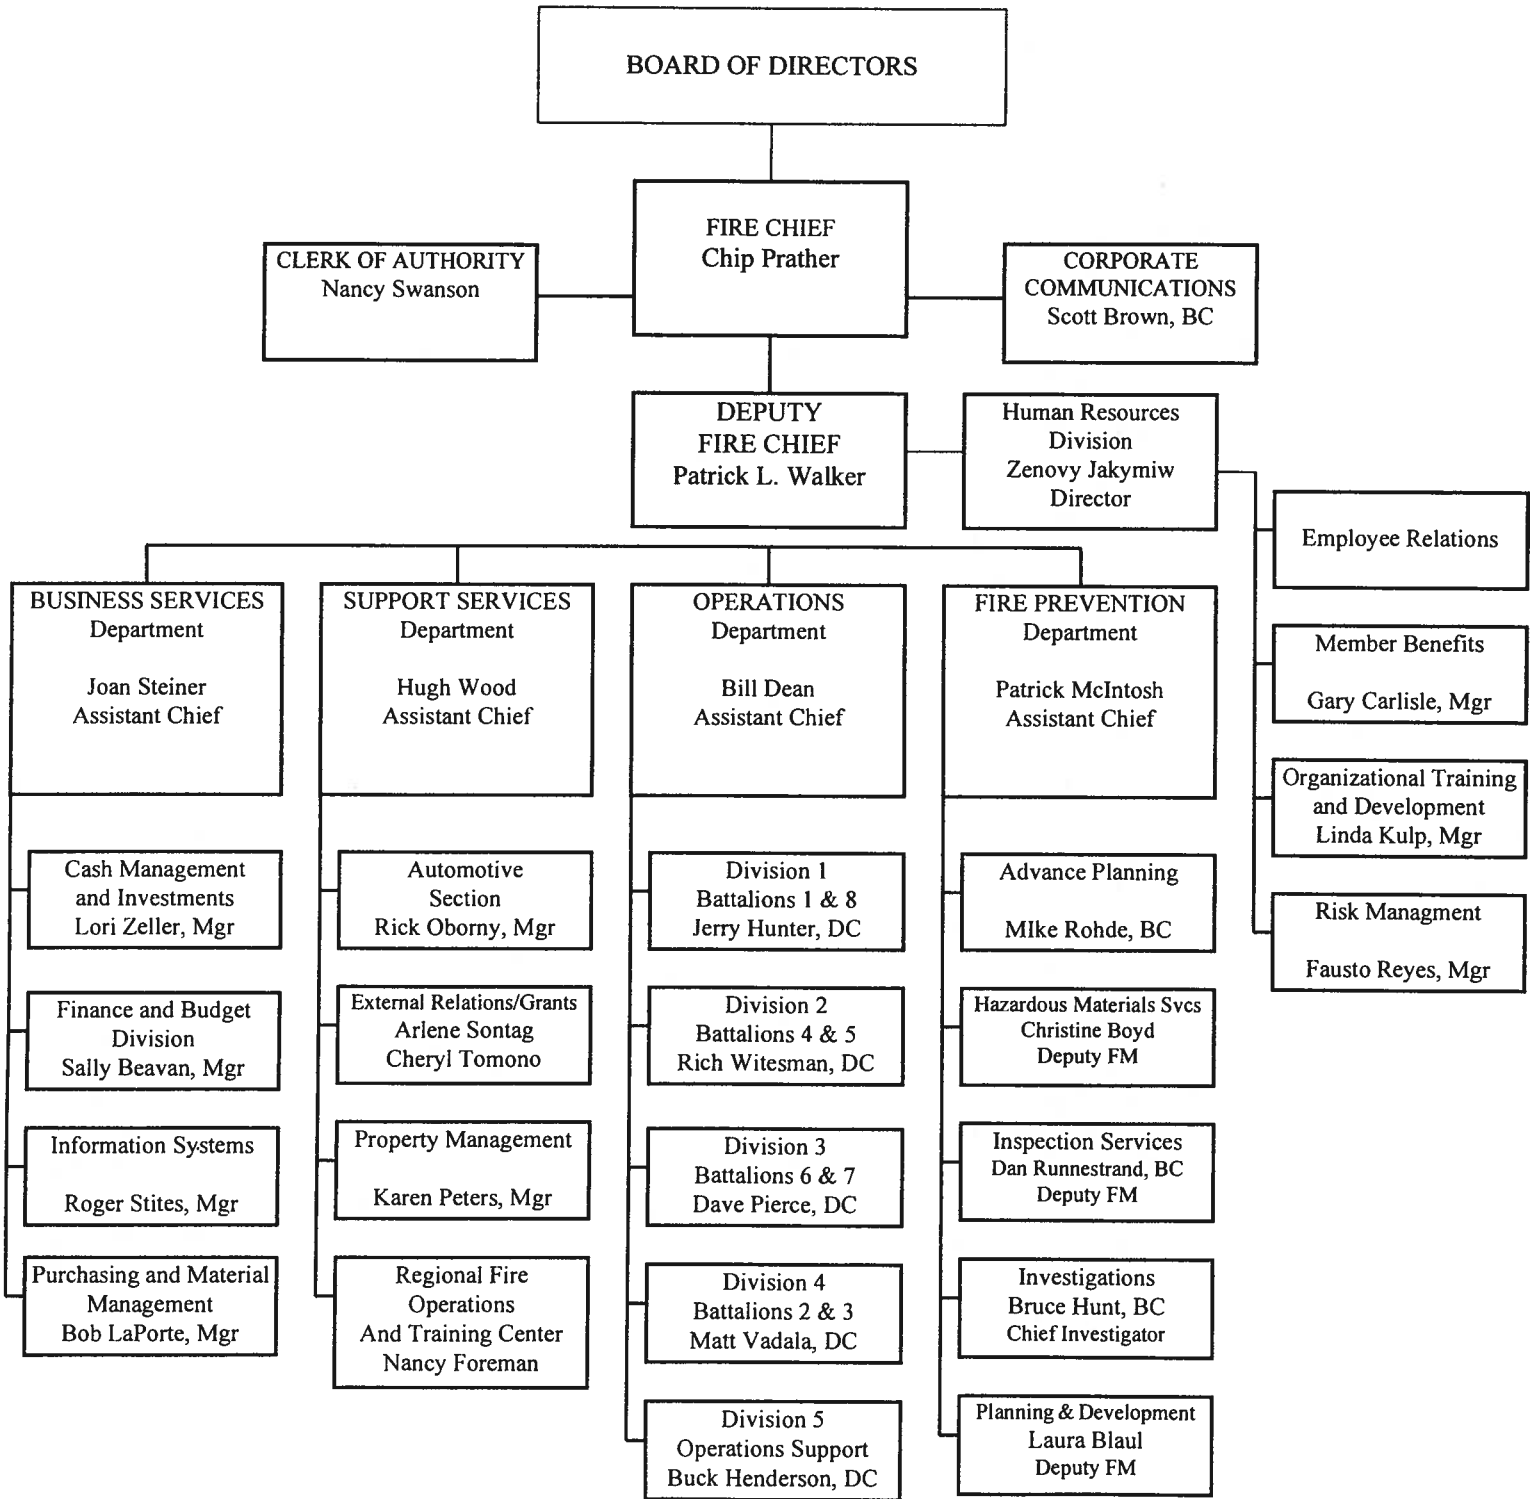 BOARD OF DIRECTORS
FIRE CHIEF
Chip Prather
CLERK OF AUTHORITY
Nancy Swanson
CORPORATE
COMMUNICATIONS
Scott Brown, BC
DEPUTY
FIRE CHIEF
Patrick L. Walker
Human Resources
Division
Zenovy Jakymiw
Director
Employee Relations
Member Benefits
Gary Carlisle, Mgr
Organizational Training
and Development
Linda Kulp, Mgr
Risk Managment
Fausto Reyes, Mgr
BUSINESS SERVICES
Department
Joan Steiner
Assistant Chief
Cash Management
and Investments
Lori Zeller, Mgr
Finance and Budget
Division
Sally Beavan, Mgr
Information Systems
Roger Stites, Mgr
Purchasing and Material
Management
Bob LaPorte, Mgr
SUPPORT SERVICES
Department
Hugh Wood
Assistant Chief
Automotive
Section
Rick Oborny, Mgr
External Relations/Grants
Arlene Sontag
Cheryl Tomono
Property Management
Karen Peters, Mgr
Regional Fire
Operations
And Training Center
Nancy Foreman
OPERATIONS
Department
Bill Dean
Assistant Chief
Division 1
Battalions 1 & 8
Jerry Hunter, DC
Division 2
Battalions 4 & 5
Rich Witesman, DC
Division 3
Battalions 6 & 7
Dave Pierce, DC
Division 4
Battalions 2 & 3
Matt Vadala, DC
Division 5
Operations Support
Buck Henderson, DC
FIRE PREVENTION
Department
Patrick McIntosh
Assistant Chief
Advance Planning
MIke Rohde, BC
Hazardous Materials Svcs
Christine Boyd
Deputy FM
Inspection Services
Dan Runnestrand, BC
Deputy FM
Investigations
Bruce Hunt, BC
Chief Investigator
Planning & Development
Laura Blaul
Deputy FM